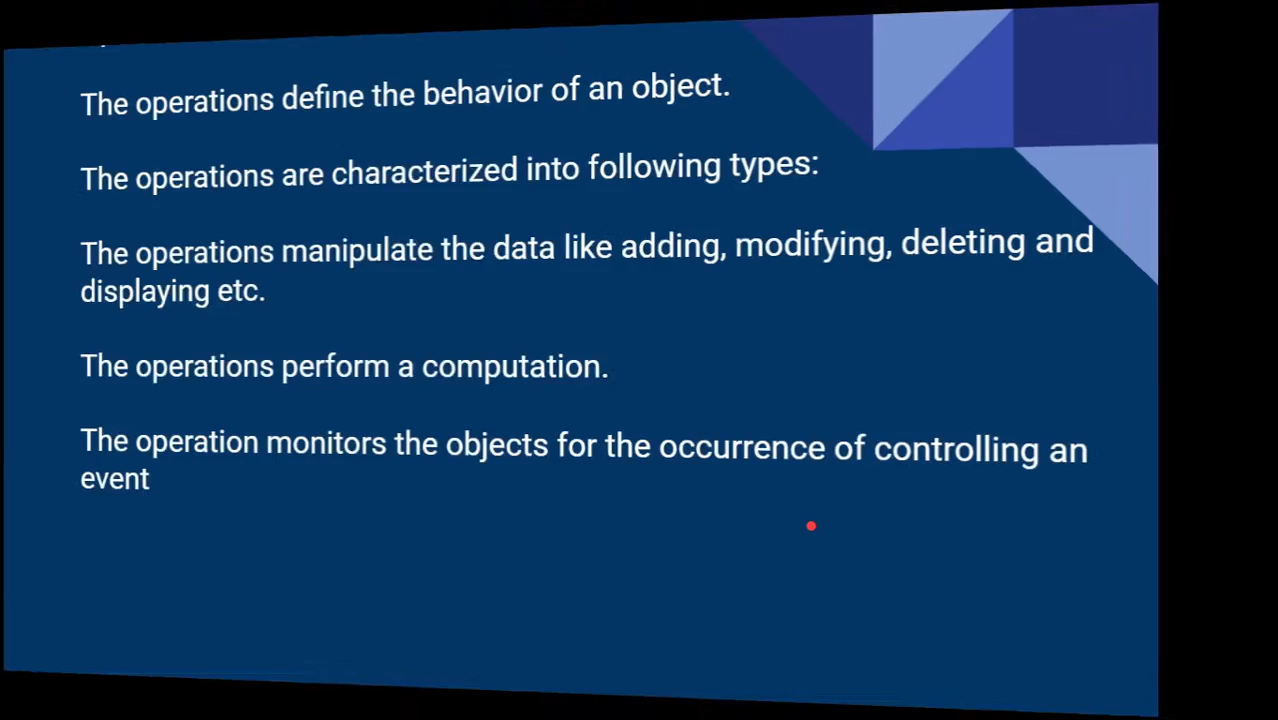 The operations define the behavior of an object.
The operations are characterized into following types:
The operations manipulate the data like adding, modifying, deleting and
displaying etc.
The operations perform a computation.
The operation monitors the objects for the occurrence of controlling an
event